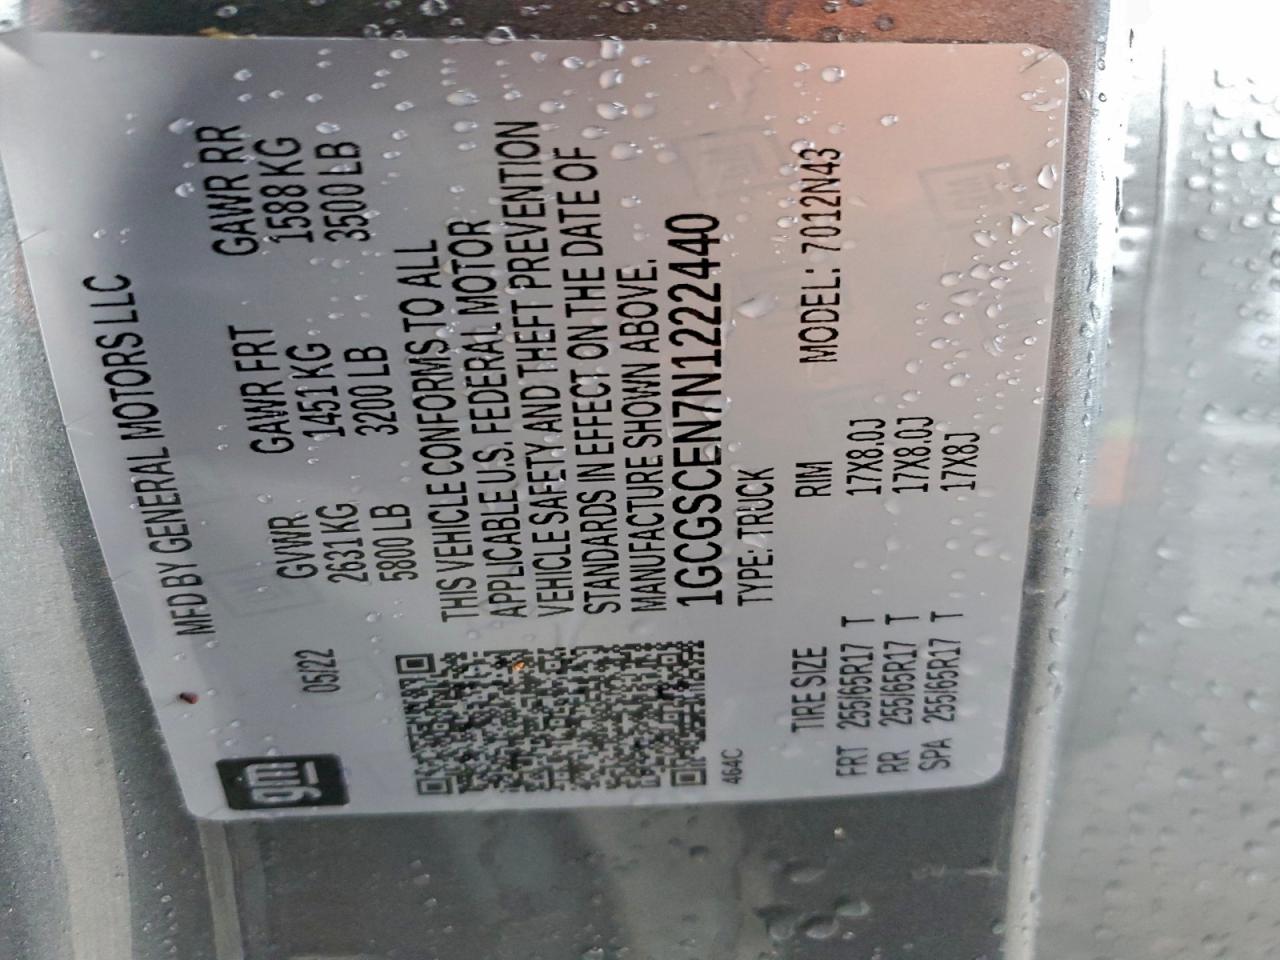 gm
MFD BY GENERAL MOTORS LLC
05/22
GVWR GAWR FRT GAWR RR
2631 KG 1451 KG 1588 KG
5800 LB 3200 LB 3500 LB
THIS VEHICLE CONFORMS TO ALL
APPLICABLE U.S. FEDERAL MOTOR
VEHICLE SAFETY AND THEFT PREVENTION
STANDARDS IN EFFECT ON THE DATE OF
MANUFACTURE SHOWN ABOVE.
1GCGSCEN7N1222440
464C TYPE: TRUCK
TIRE SIZE RIM MODEL: 7012N43
FRT 255/65R17 T 17X8.0J
RR 255/65R17 T 17X8.0J
SPA 255/65R17 T 17X8J